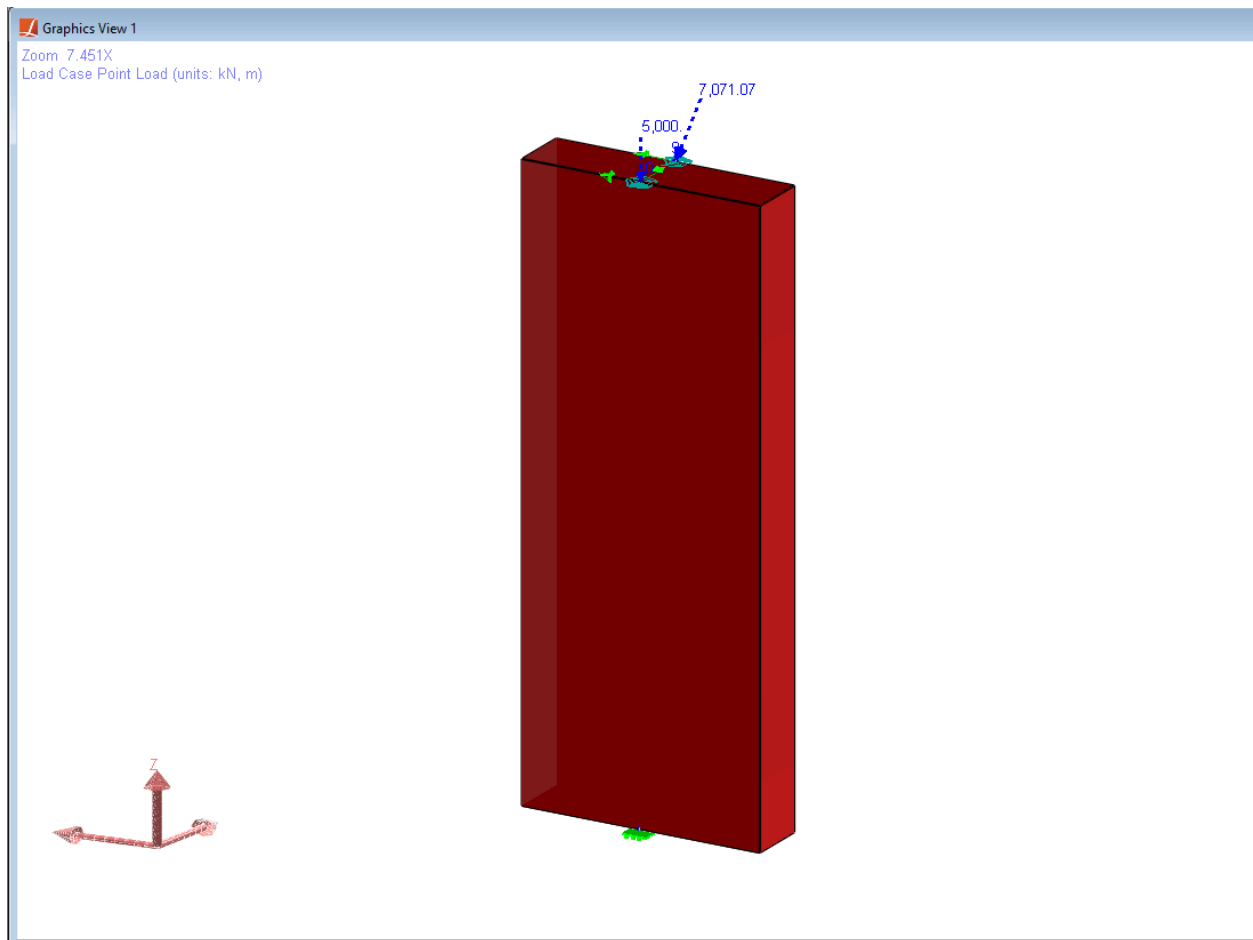 Graphics View 1
Zoom 7.451X
Load Case Point Load (units: kN, m)
7,071.07
5,000.
Z